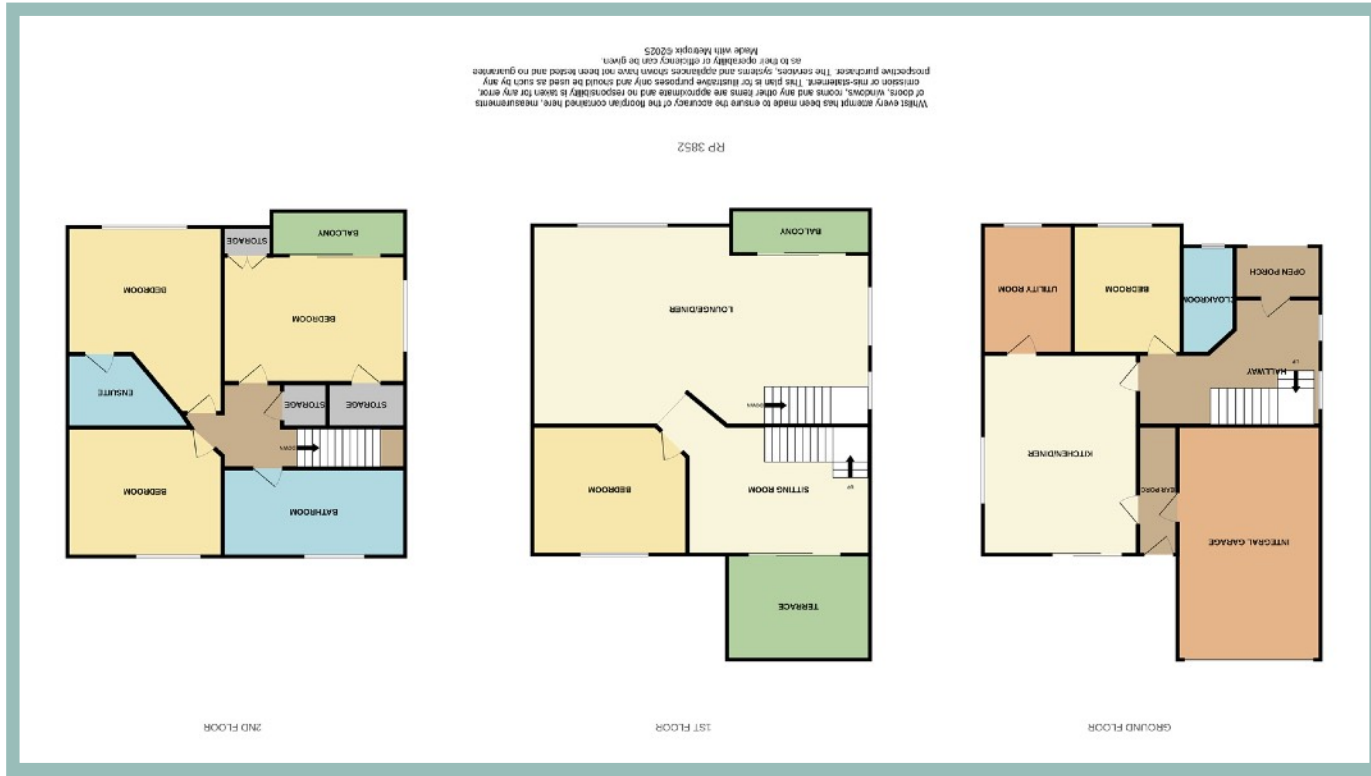 GROUND FLOOR
1ST FLOOR
2ND FLOOR
INTEGRAL GARAGE
KITCHEN/DINER
HALLWAY
UP
OPEN PORCH
CLOAKROOM
BEDROOM
UTILITY ROOM
TERRACE
SITTING ROOM
UP
BEDROOM
DOWN
LOUNGE/DINER
BALCONY
BATHROOM
BEDROOM
DOWN
STORAGE
STORAGE
ENSUITE
BEDROOM
BEDROOM
BALCONY
STORAGE
RP 3852
Whilst every attempt has been made to ensure the accuracy of the floorplan contained here, measurements
of doors, windows, rooms and any other items are approximate and no responsibility is taken for any error,
omission or mis-statement. This plan is for illustrative purposes only and should be used as such by any
prospective purchaser. The services, systems and appliances shown have not been tested and no guarantee
as to their operability or efficiency can be given.
Made with Metropix ©2025